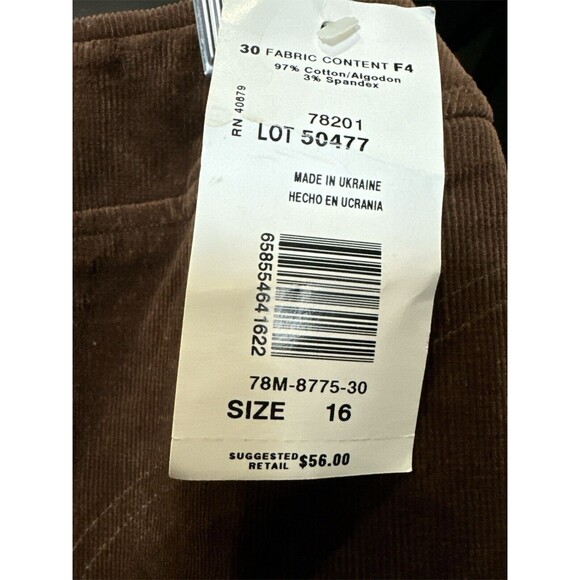 30 FABRIC CONTENT F4
97% Cotton/Algodon
3% Spandex
RN 40679
78201
LOT 50477
MADE IN UKRAINE
HECHO EN UCRANIA
658554641622
78M-8775-30
SIZE 16
SUGGESTED RETAIL $56.00